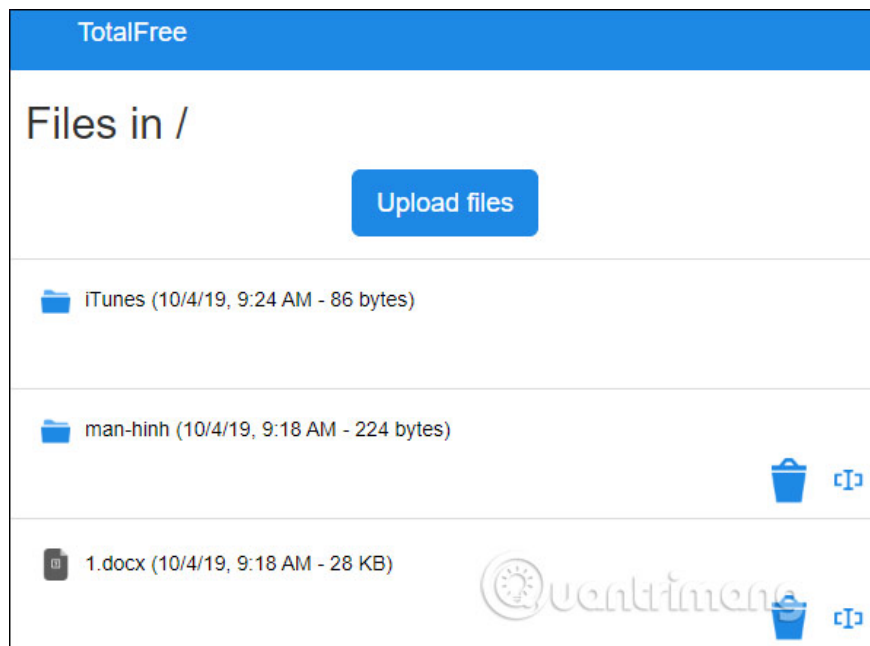 TotalFree
Files in /
Upload files
iTunes (10/4/19, 9:24 AM - 86 bytes)
man-hinh (10/4/19, 9:18 AM - 224 bytes)
1.docx (10/4/19, 9:18 AM - 28 KB)
Quantrimang